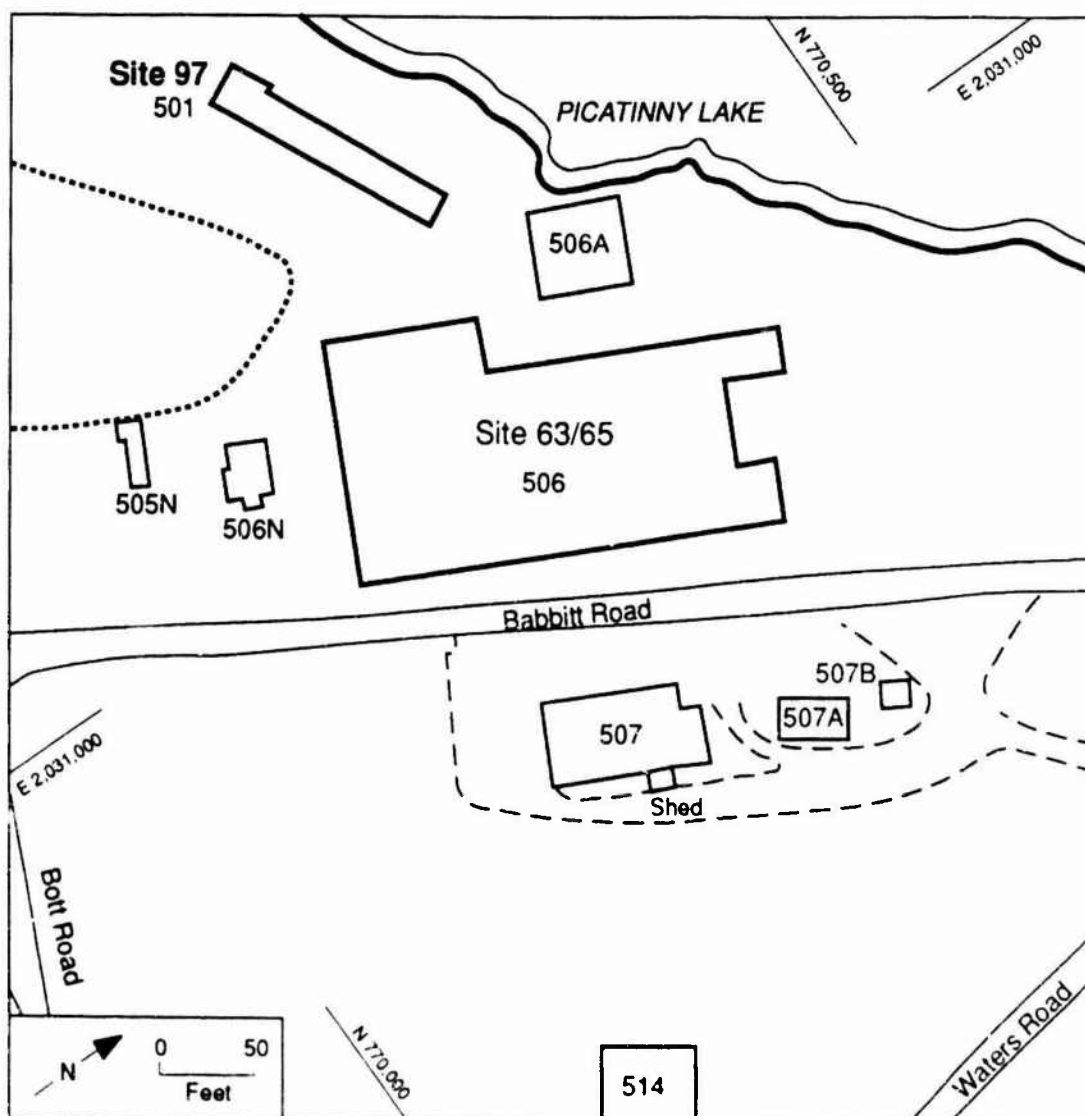 Site 97
501
N 770,500
E 2,031,000
PICATINNY LAKE
506A
Site 63/65
506
505N
506N
Babbitt Road
507B
507A
507
Shed
E 2,031,000
Bott Road
N 770,000
Waters Road
N
0 50
Feet
514